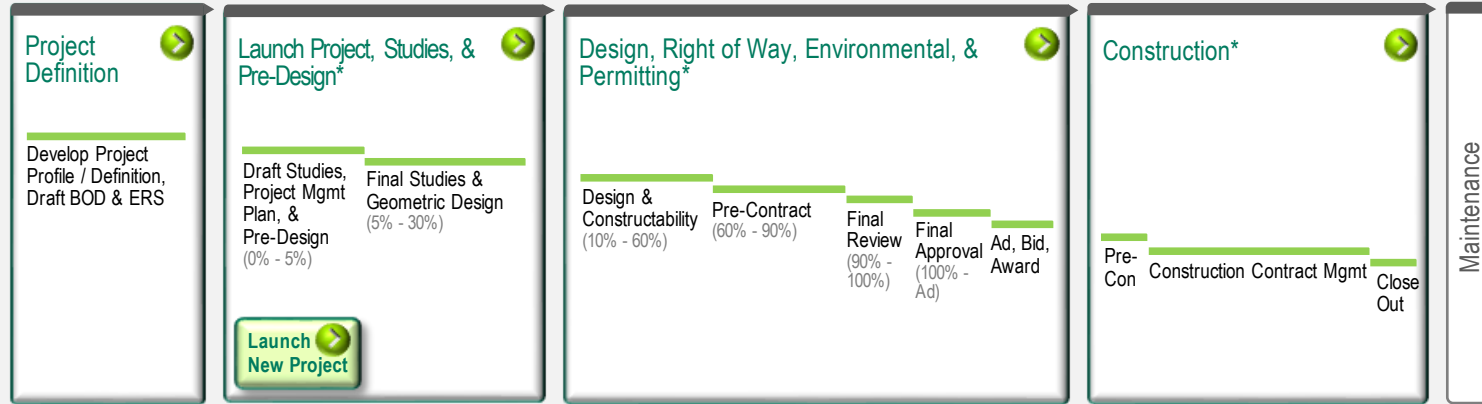 Project
Definition
Develop Project
Profile / Definition,
Draft BOD & ERS
Launch Project, Studies, &
Pre-Design*
Draft Studies,
Project Mgmt
Plan, &
Pre-Design
(0% - 5%)
Final Studies &
Geometric Design
(5% - 30%)
Launch
New Project
Design, Right of Way, Environmental, &
Permitting*
Design &
Constructability
(10% - 60%)
Pre-Contract
(60% - 90%)
Final
Review
(90% -
100%)
Final
Approval
(100% -
Ad)
Ad, Bid,
Award
Construction*
Pre-
Con
Construction Contract Mgmt
Close
Out
Maintenance